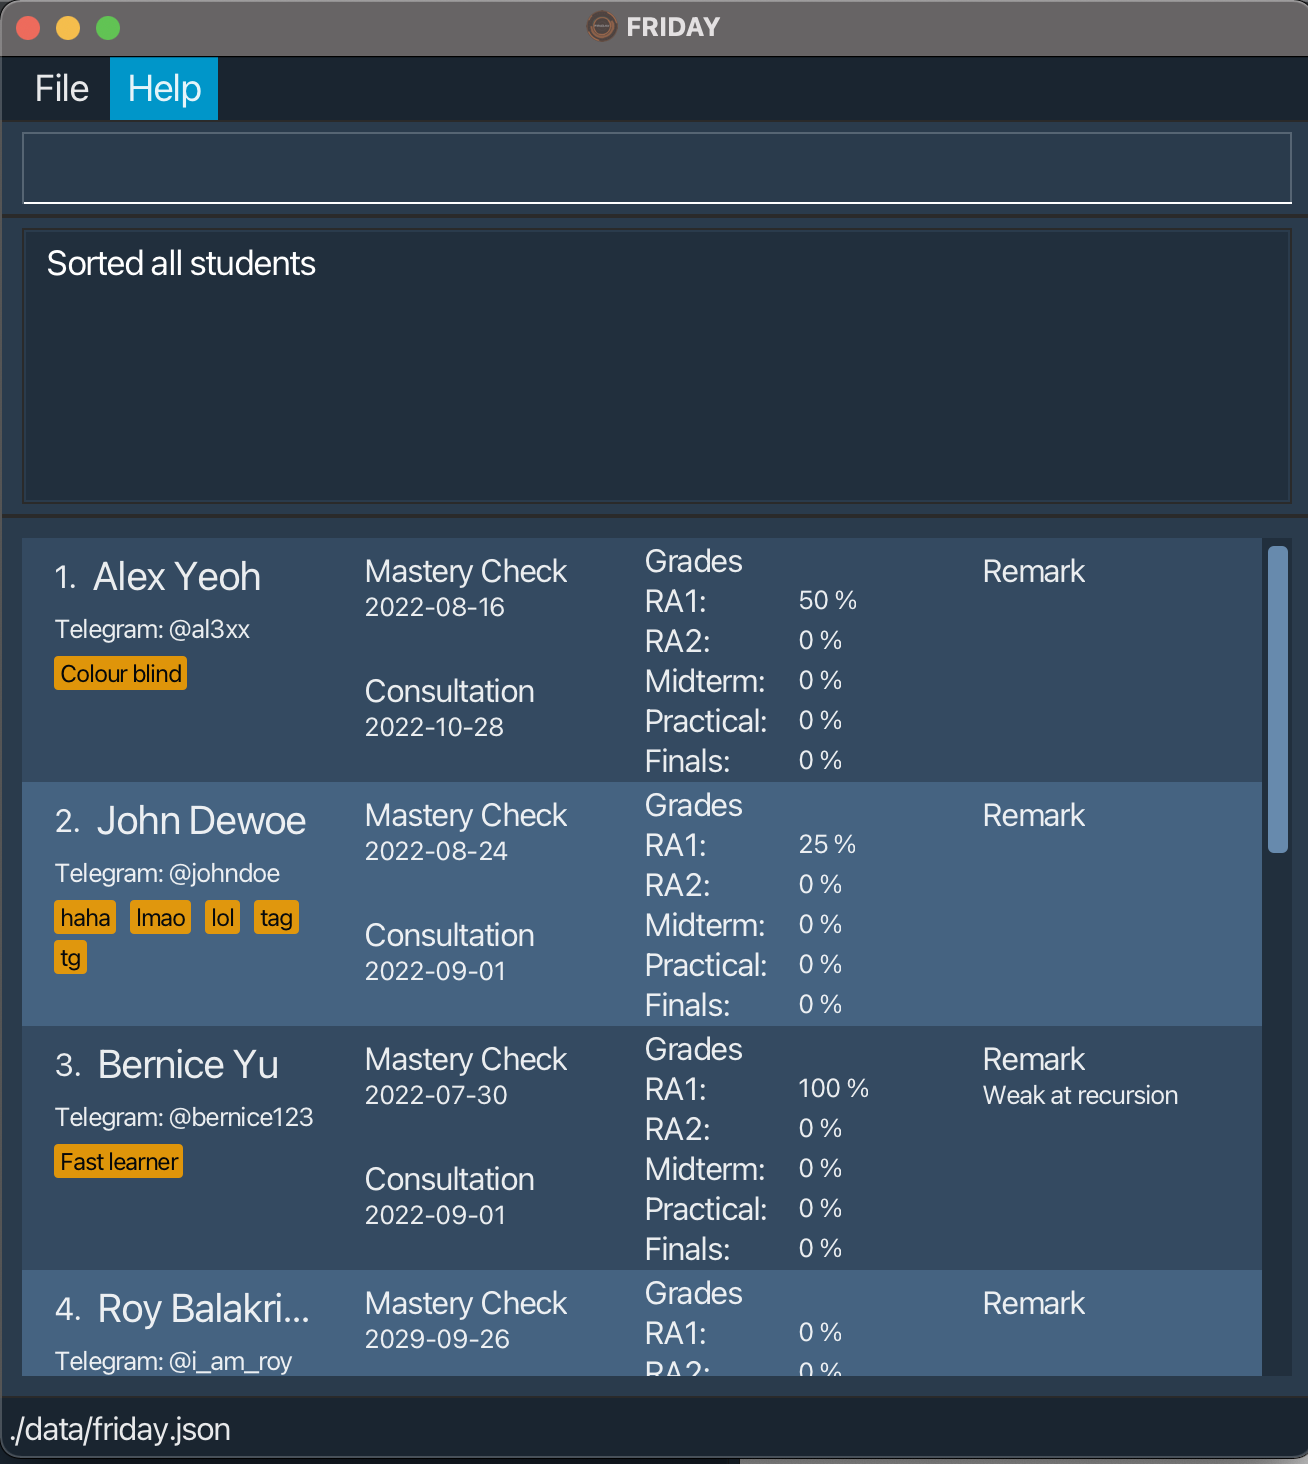 FRIDAY
File Help
Sorted all students
1. Alex Yeoh
Telegram: @al3xx
Colour blind
Mastery Check
2022-08-16
Consultation
2022-10-28
Grades
RA1: 50 %
RA2: 0 %
Midterm: 0 %
Practical: 0 %
Finals: 0 %
Remark
2. John Dewoe
Telegram: @johndoe
haha lmao lol tag
tg
Mastery Check
2022-08-24
Consultation
2022-09-01
Grades
RA1: 25 %
RA2: 0 %
Midterm: 0 %
Practical: 0 %
Finals: 0 %
Remark
3. Bernice Yu
Telegram: @bernice123
Fast learner
Mastery Check
2022-07-30
Consultation
2022-09-01
Grades
RA1: 100 %
RA2: 0 %
Midterm: 0 %
Practical: 0 %
Finals: 0 %
Remark
Weak at recursion
4. Roy Balakri...
Telegram: @i_am_roy
Mastery Check
2029-09-26
Grades
RA1: 0 %
RA2: 0 %
Remark
./data/friday.json